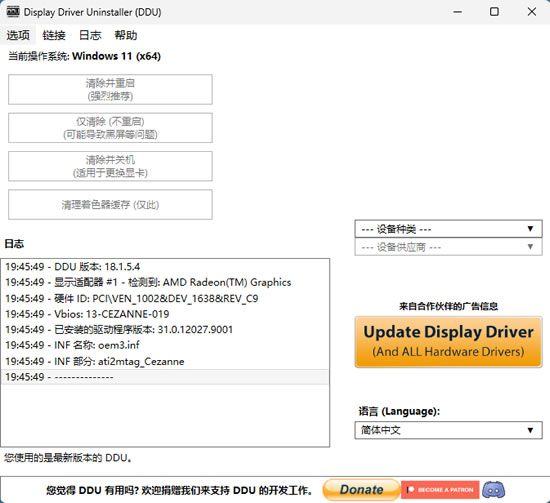 Display Driver Uninstaller (DDU)
选项 链接 日志 帮助
当前操作系统: Windows 11 (x64)
清除并重启
(强烈推荐)
仅清除 (不重启)
(可能导致黑屏等问题)
清除并关机
(适用于更换显卡)
清理着色器缓存 (仅此)
--- 设备种类 ---
--- 设备供应商 ---
日志
19:45:49 - DDU 版本: 18.1.5.4
19:45:49 - 显示适配器 #1 - 检测到: AMD Radeon(TM) Graphics
19:45:49 - 硬件 ID: PCI\VEN_1002&DEV_1638&REV_C9
19:45:49 - Vbios: 13-CEZANNE-019
19:45:49 - 已安装的驱动程序版本: 31.0.12027.9001
19:45:49 - INF 名称: oem3.inf
19:45:49 - INF 部分: ati2mtag_Cezanne
19:45:49 - --------------
来自合作伙伴的广告信息
Update Display Driver
(And ALL Hardware Drivers)
语言 (Language):
简体中文
您使用的是最新版本的 DDU。
您觉得 DDU 有用吗? 欢迎捐赠我们来支持 DDU 的开发工作。 Donate BECOME A PATRON